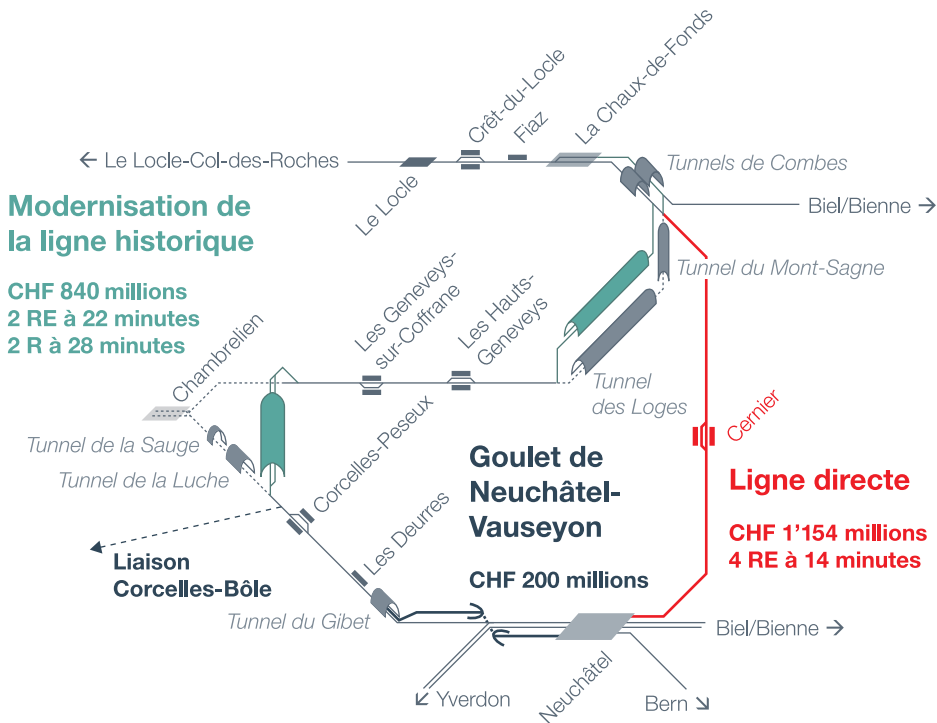 Crêt-du-Locle
Fiaz
La Chaux-de-Fonds
← Le Locle-Col-des-Roches
Le Locle
Tunnels de Combes
Biel/Bienne →
Modernisation de
la ligne historique
CHF 840 millions
2 RE à 22 minutes
2 R à 28 minutes
Tunnel du Mont-Sagne
Les Geneveys-
sur-Coffrane
Les Hauts-
Geneveys
Chambrelien
Tunnel
des Loges
Cernier
Tunnel de la Sauge
Tunnel de la Luche
Corcelles-Peseux
Goulet de
Neuchâtel-
Vauseyon
CHF 200 millions
Ligne directe
CHF 1’154 millions
4 RE à 14 minutes
Liaison
Corcelles-Bôle
Les Deurres
Tunnel du Gibet
Biel/Bienne →
↙ Yverdon
Neuchâtel
Bern ↘